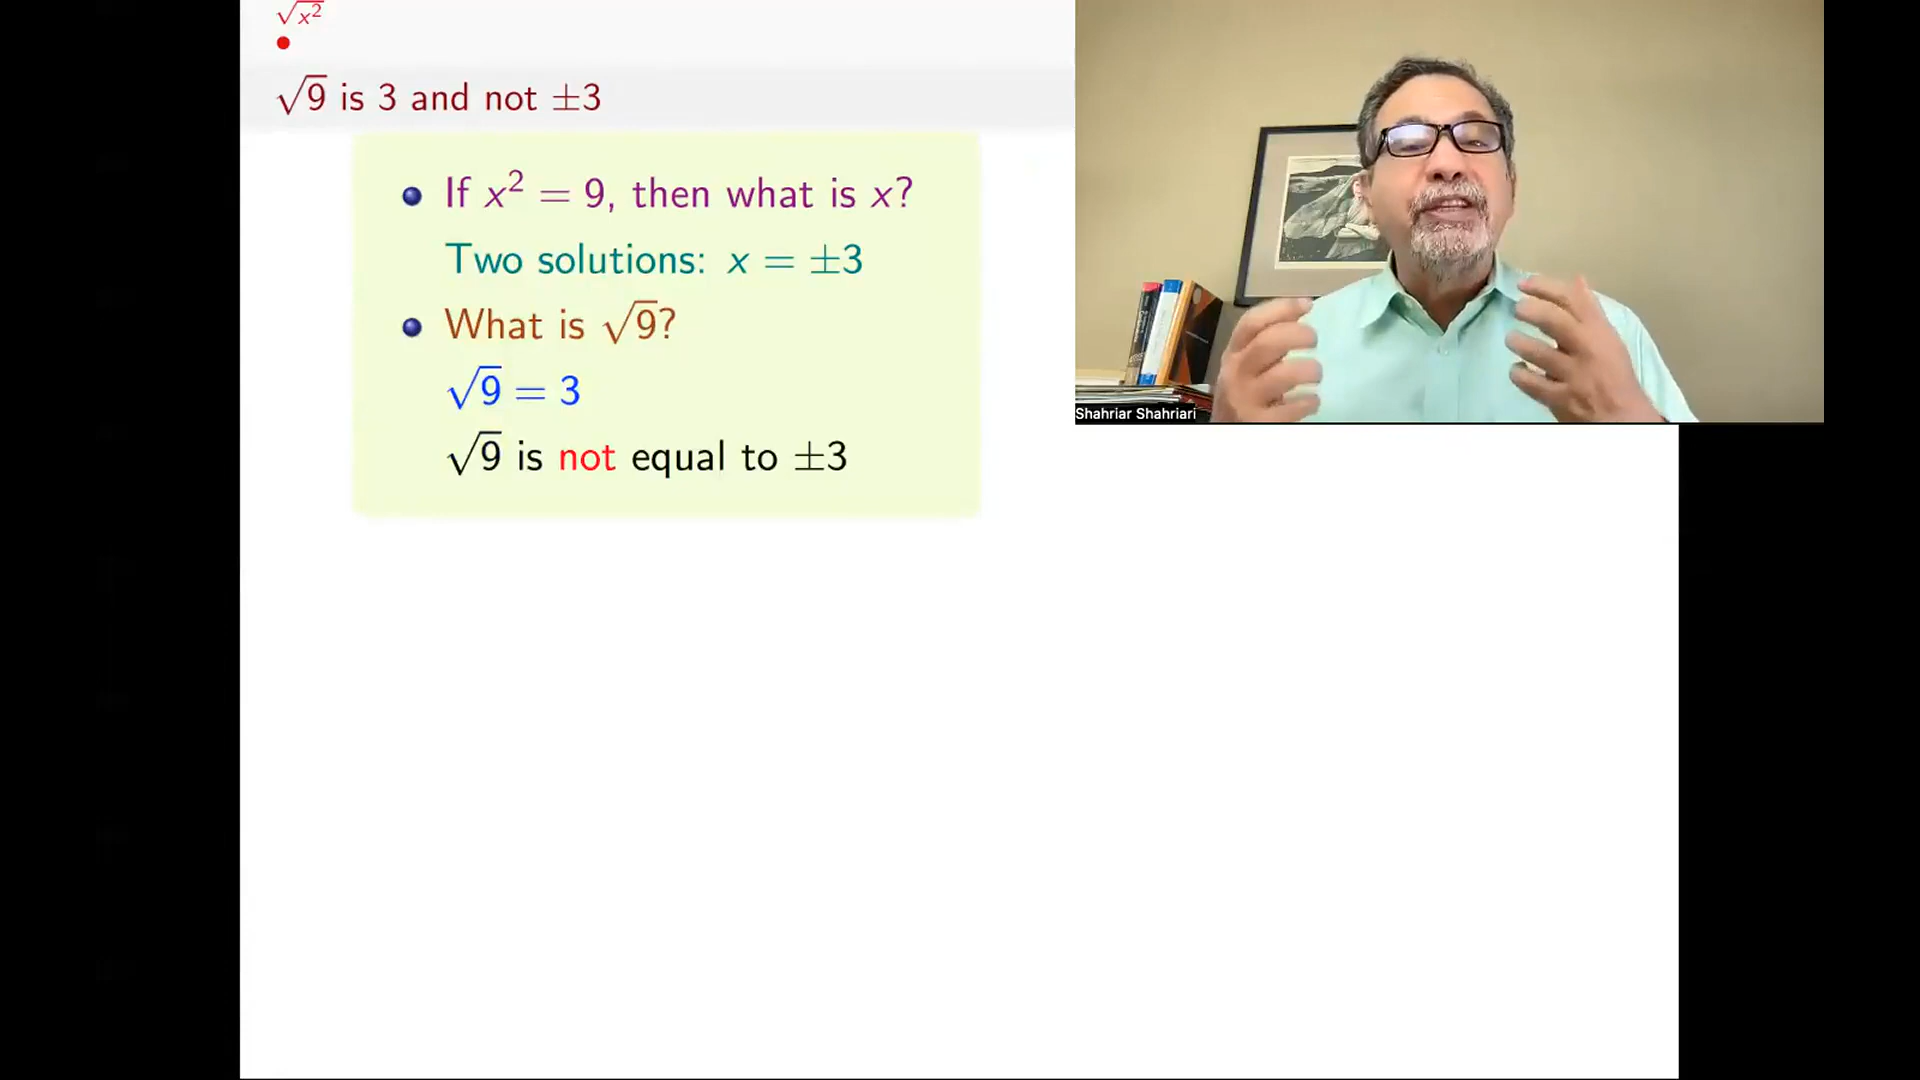 √x²
√9 is 3 and not ±3
If x² = 9, then what is x?
Two solutions: x = ±3
What is √9?
√9 = 3
√9 is not equal to ±3
Shahriar Shahriari